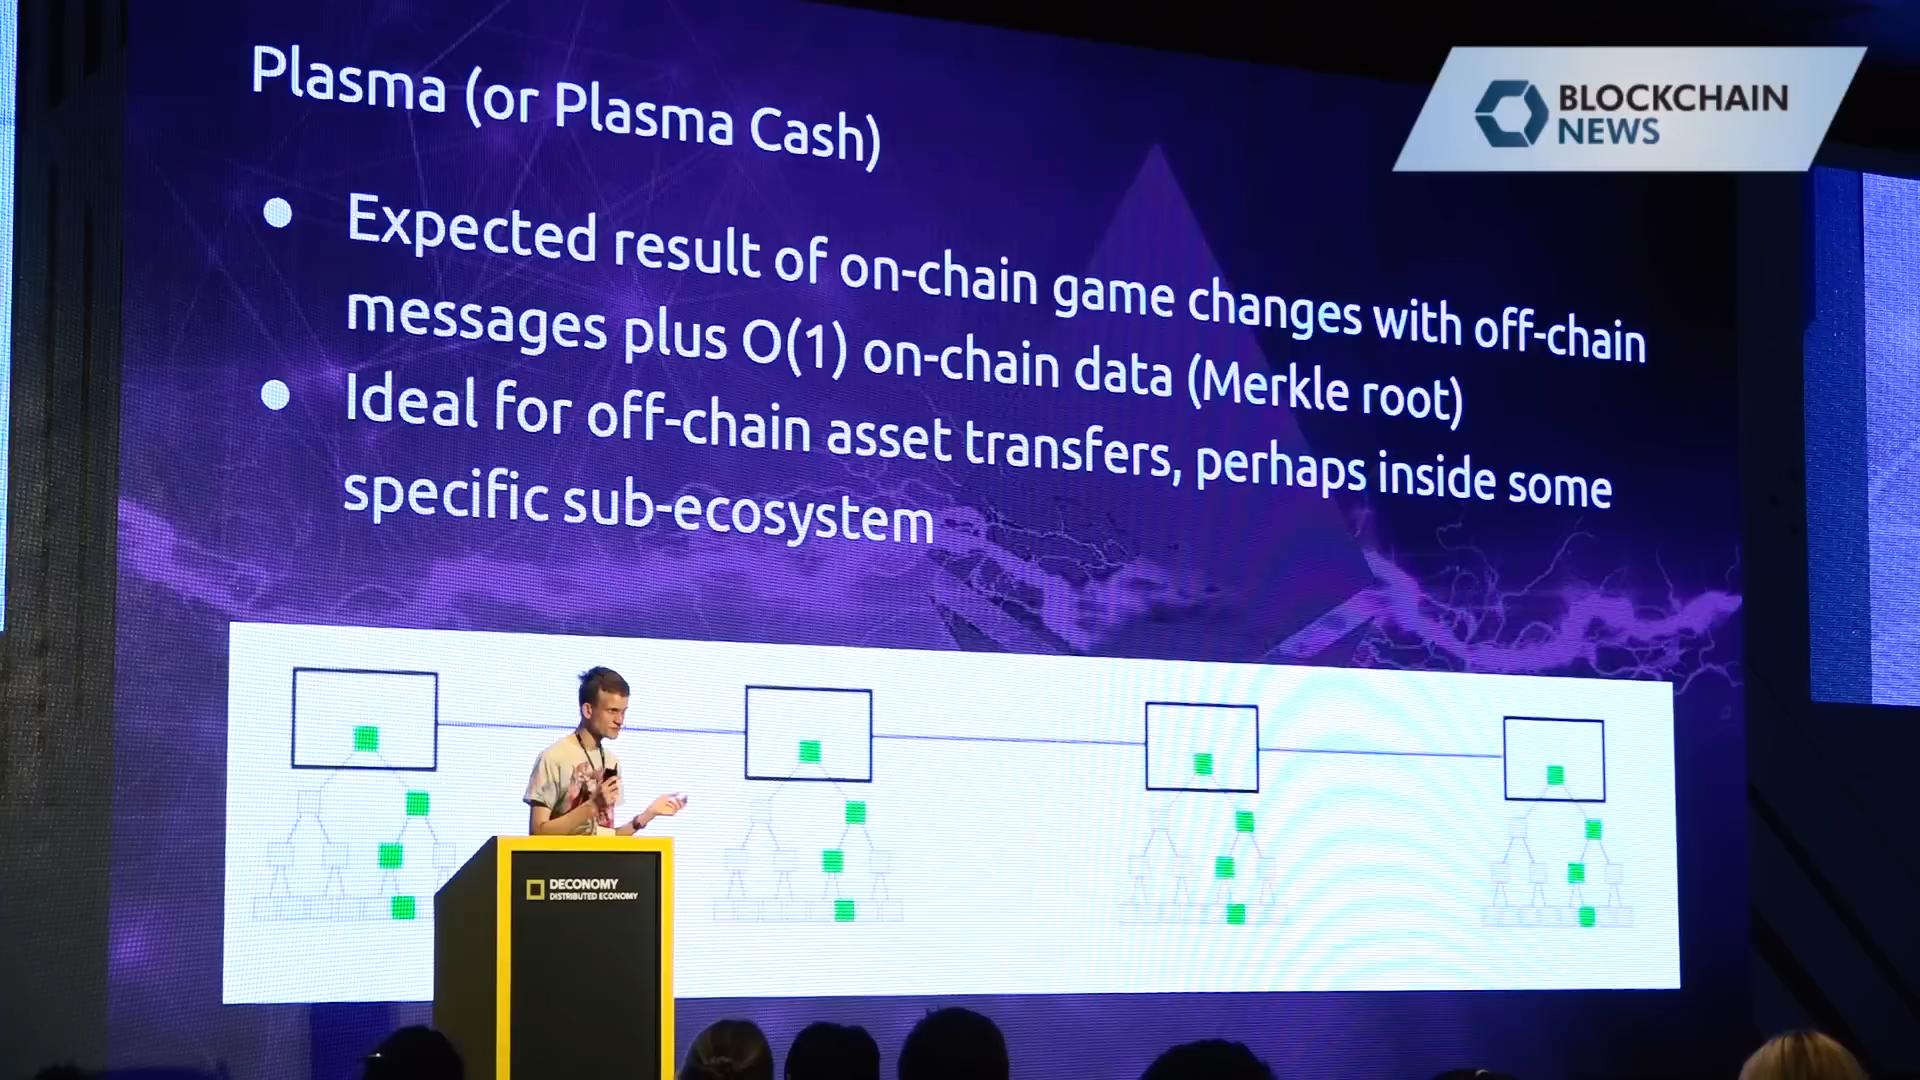 Plasma (or Plasma Cash)
BLOCKCHAIN
NEWS
● Expected result of on-chain game changes with off-chain
messages plus O(1) on-chain data (Merkle root)
● Ideal for off-chain asset transfers, perhaps inside some
specific sub-ecosystem
DECONOMY
DISTRIBUTED ECONOMY